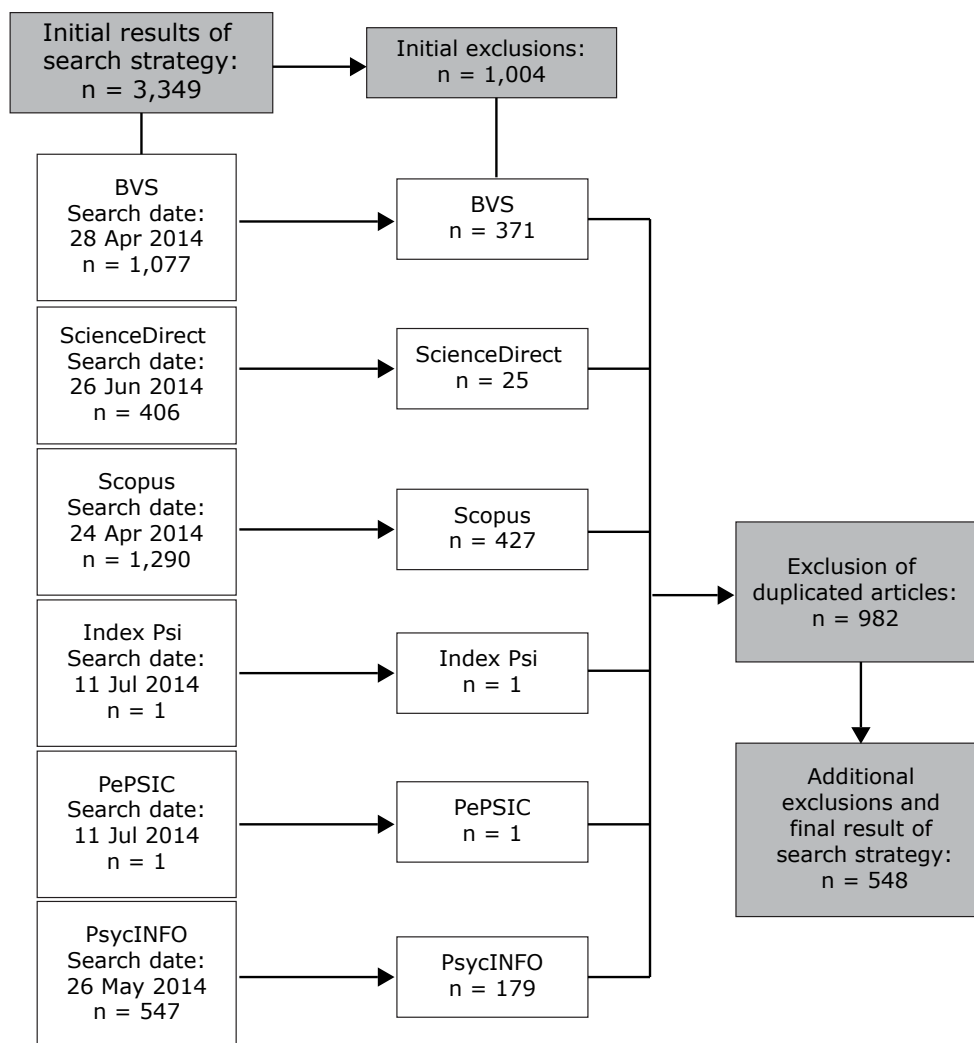 Initial results of
search strategy:
n = 3,349
Initial exclusions:
n = 1,004
BVS
Search date:
28 Apr 2014
n = 1,077
BVS
n = 371
ScienceDirect
Search date:
26 Jun 2014
n = 406
ScienceDirect
n = 25
Scopus
Search date:
24 Apr 2014
n = 1,290
Scopus
n = 427
Exclusion of
duplicated articles:
n = 982
Index Psi
Search date:
11 Jul 2014
n = 1
Index Psi
n = 1
PePSIC
Search date:
11 Jul 2014
n = 1
PePSIC
n = 1
Additional
exclusions and
final result of
search strategy:
n = 548
PsycINFO
Search date:
26 May 2014
n = 547
PsycINFO
n = 179